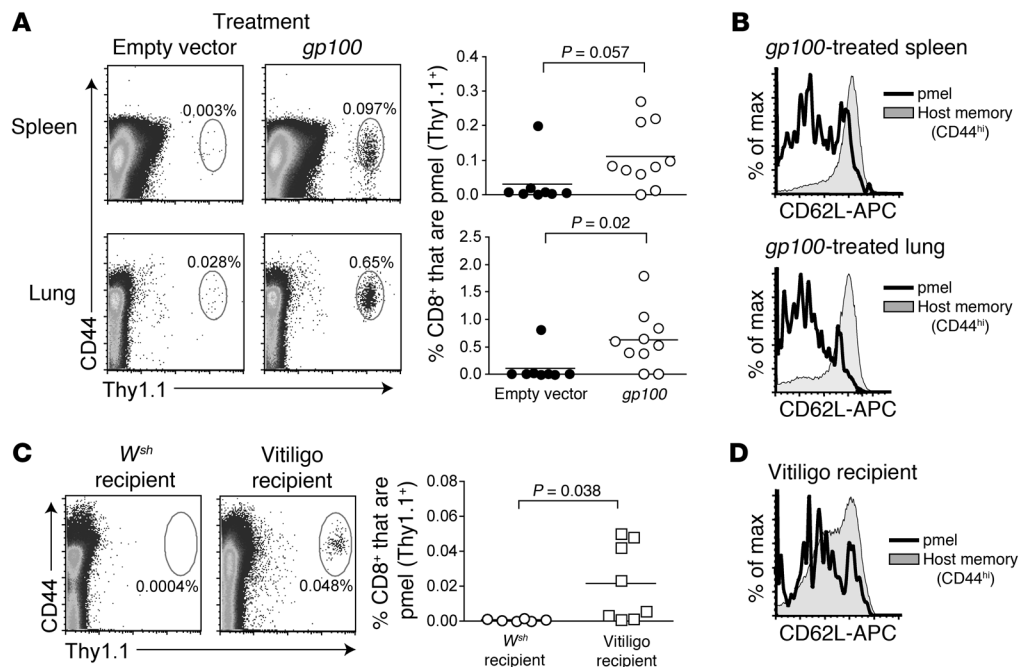 A
Treatment
Empty vector
gp100
Spleen
0.003%
0.097%
Lung
0.028%
0.65%
CD44
Thy1.1
% CD8⁺ that are pmel (Thy1.1⁺)
P = 0.057
0.4
0.3
0.2
0.1
0.0
P = 0.02
2.5
2.0
1.5
1.0
0.5
0.0
Empty vector
gp100
B
gp100-treated spleen
% of max
pmel
Host memory
(CD44ʰⁱ)
CD62L-APC
gp100-treated lung
% of max
pmel
Host memory
(CD44ʰⁱ)
CD62L-APC
C
Wˢʰ
recipient
Vitiligo
recipient
0.0004%
0.048%
CD44
Thy1.1
% CD8⁺ that are
pmel (Thy1.1⁺)
P = 0.038
0.08
0.06
0.04
0.02
0.00
Wˢʰ
recipient
Vitiligo
recipient
D
Vitiligo recipient
% of max
pmel
Host memory
(CD44ʰⁱ)
CD62L-APC